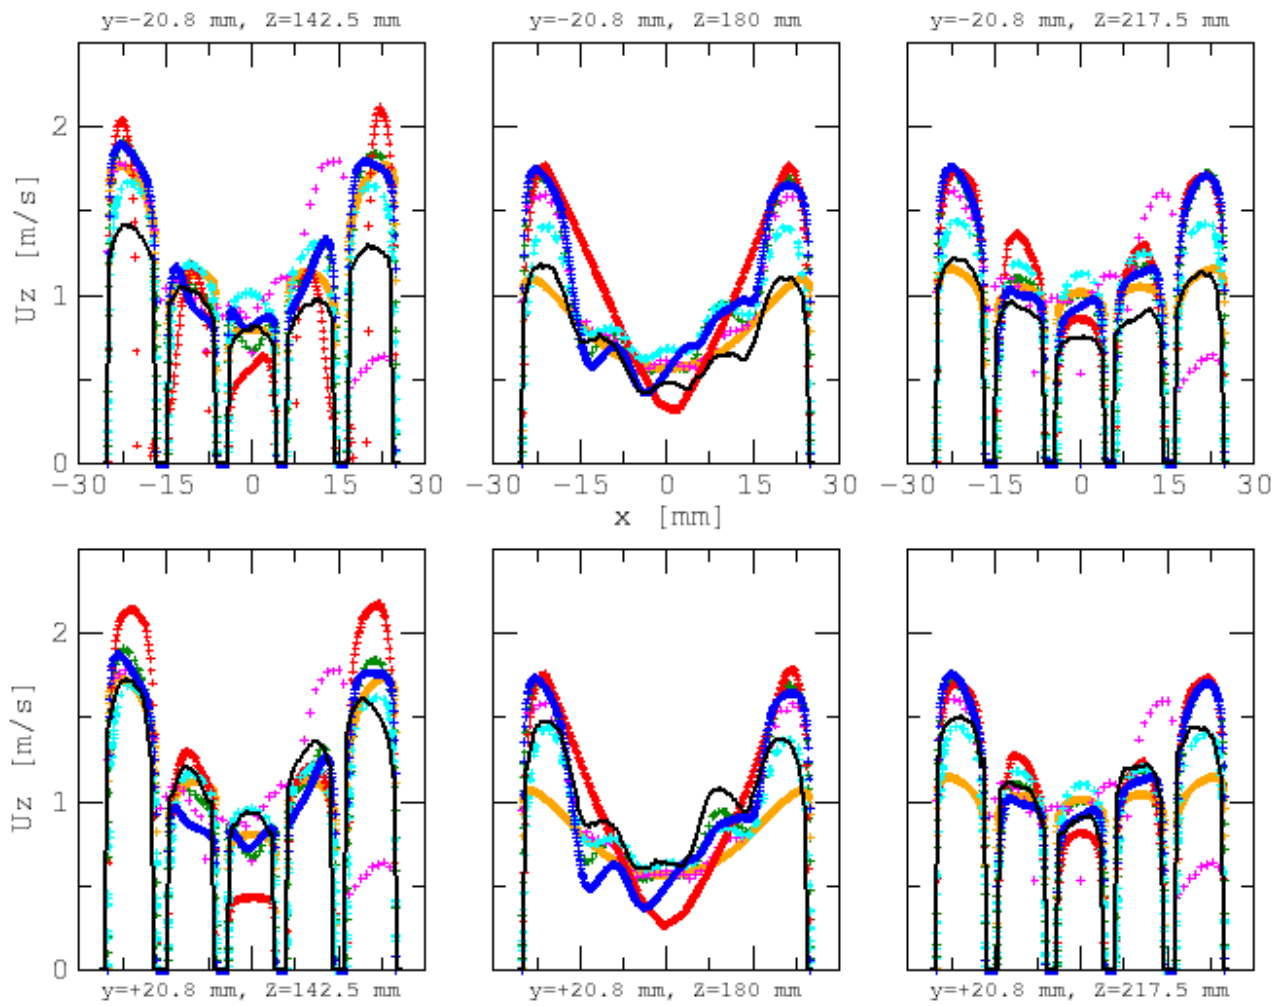 y=−20.8 mm, Z=142.5 mm
y=−20.8 mm, Z=180 mm
y=−20.8 mm, Z=217.5 mm
2
1
0
Uz [m/s]
−30 −15 0 15 30
−30 −15 0 15 30
−30 −15 0 15 30
x [mm]
2
1
0
Uz [m/s]
y=+20.8 mm, Z=142.5 mm
y=+20.8 mm, Z=180 mm
y=+20.8 mm, Z=217.5 mm